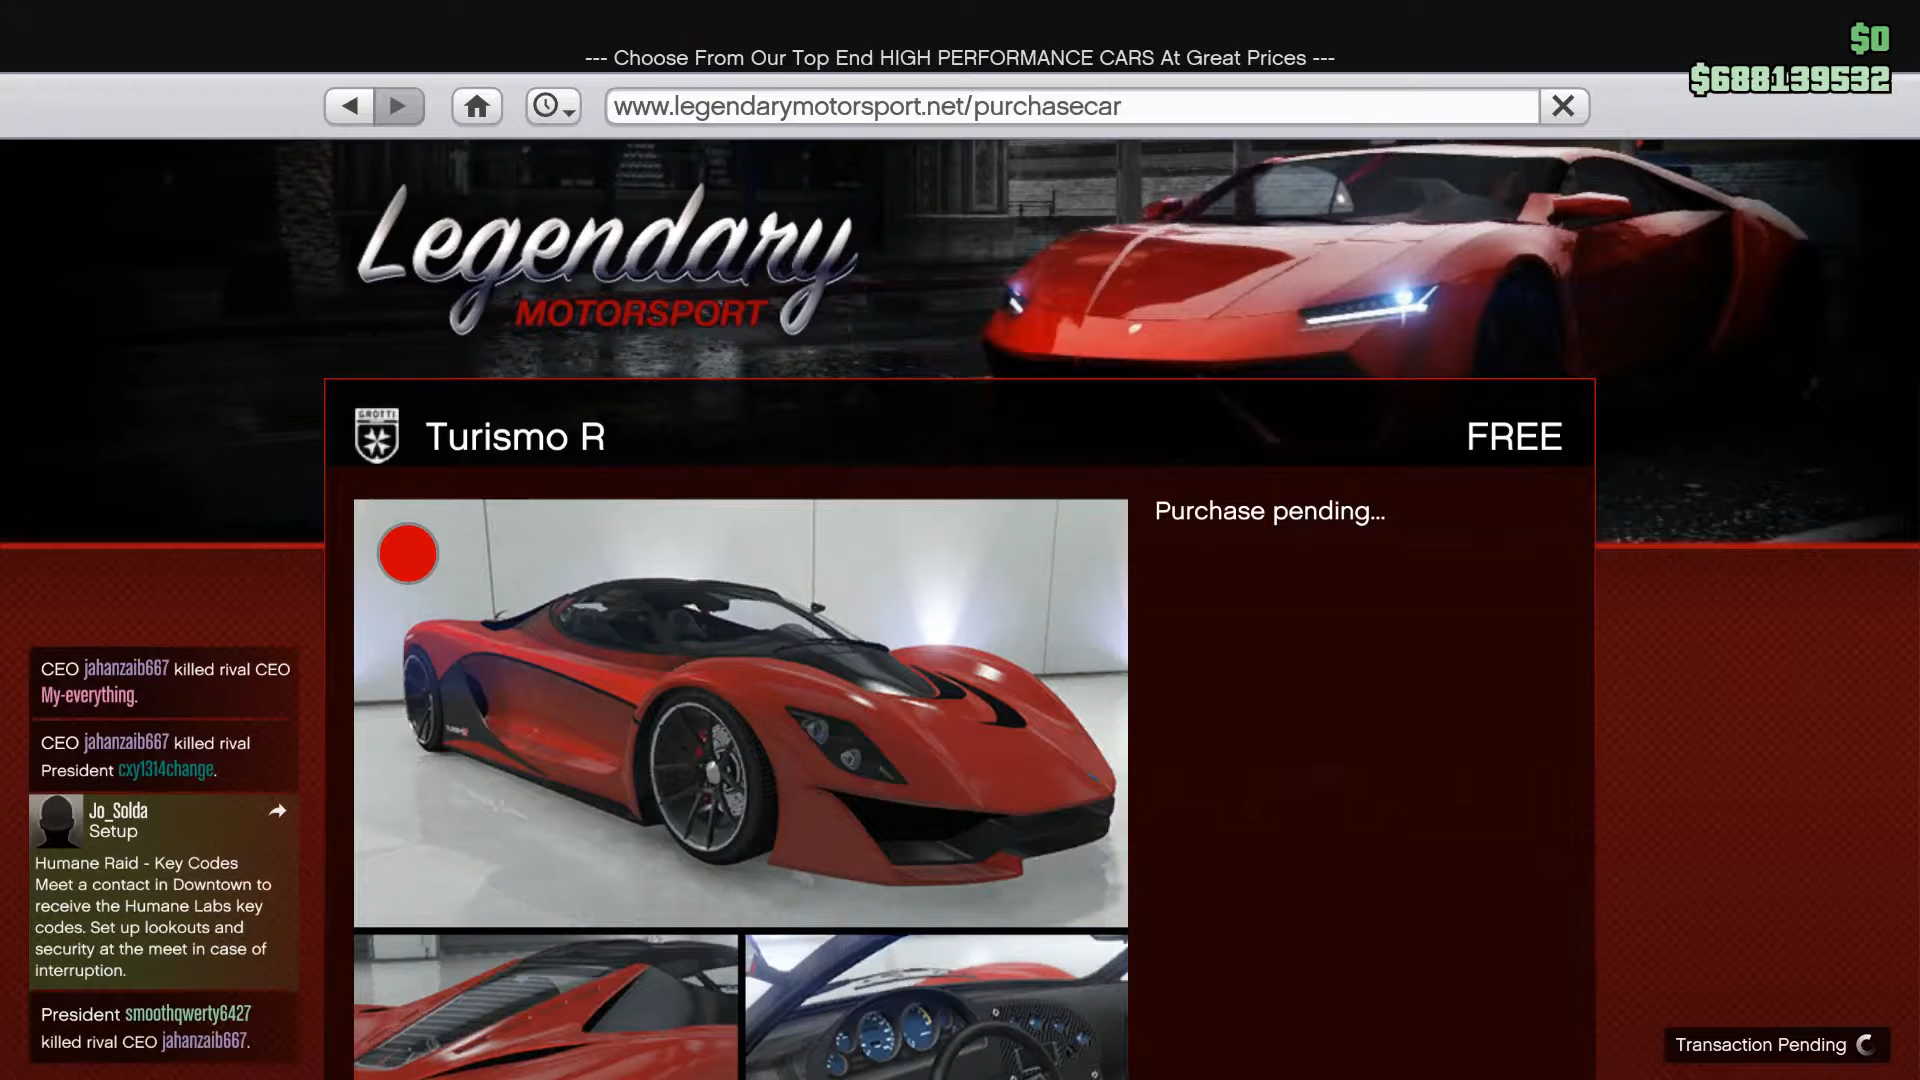 --- Choose From Our Top End HIGH PERFORMANCE CARS At Great Prices ---
$0
$688139532
www.legendarymotorsport.net/purchasecar
Legendary
MOTORSPORT
GROTTI
Turismo R
FREE
Purchase pending...
CEO jahanzaib667 killed rival CEO
My-everything.
CEO jahanzaib667 killed rival
President cxy1314change.
Jo_Solda
Setup
Humane Raid - Key Codes
Meet a contact in Downtown to
receive the Humane Labs key
codes. Set up lookouts and
security at the meet in case of
interruption.
President smoothqwerty6427
killed rival CEO jahanzaib667.
Transaction Pending